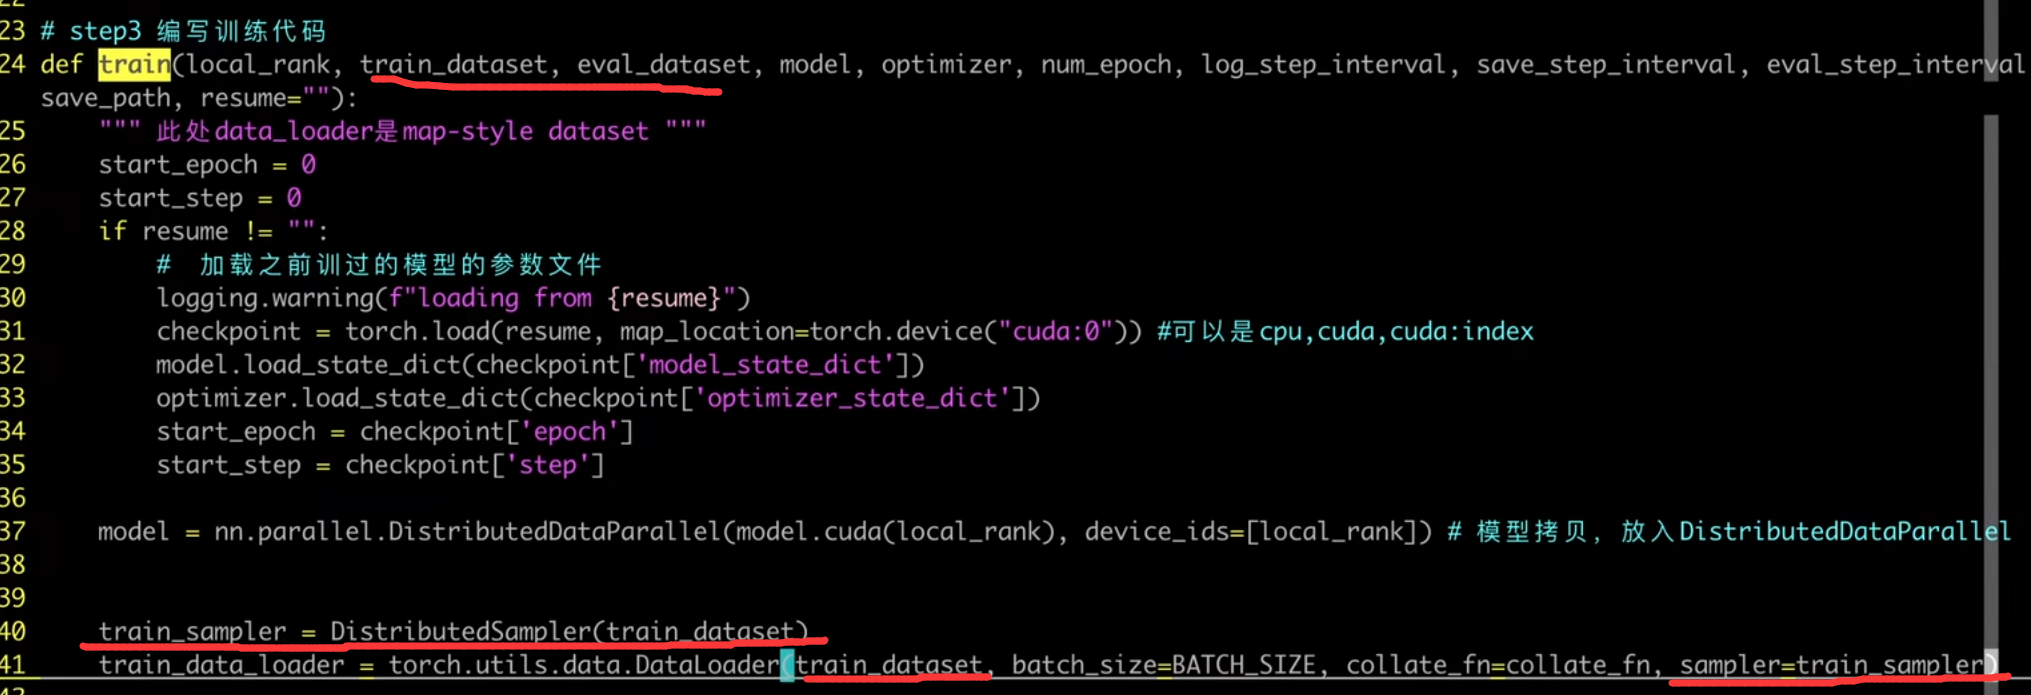 23 # step3 编写训练代码
24 def train(local_rank, train_dataset, eval_dataset, model, optimizer, num_epoch, log_step_interval, save_step_interval, eval_step_interval
save_path, resume=""):
25 """ 此处data_loader是map-style dataset """
26 start_epoch = 0
27 start_step = 0
28 if resume != "":
29 # 加载之前训过的模型的参数文件
30 logging.warning(f"loading from {resume}")
31 checkpoint = torch.load(resume, map_location=torch.device("cuda:0")) #可以是cpu,cuda,cuda:index
32 model.load_state_dict(checkpoint['model_state_dict'])
33 optimizer.load_state_dict(checkpoint['optimizer_state_dict'])
34 start_epoch = checkpoint['epoch']
35 start_step = checkpoint['step']
36
37 model = nn.parallel.DistributedDataParallel(model.cuda(local_rank), device_ids=[local_rank]) # 模型拷贝, 放入DistributedDataParallel
38
39
40 train_sampler = DistributedSampler(train_dataset)
41 train_data_loader = torch.utils.data.DataLoader(train_dataset, batch_size=BATCH_SIZE, collate_fn=collate_fn, sampler=train_sampler)